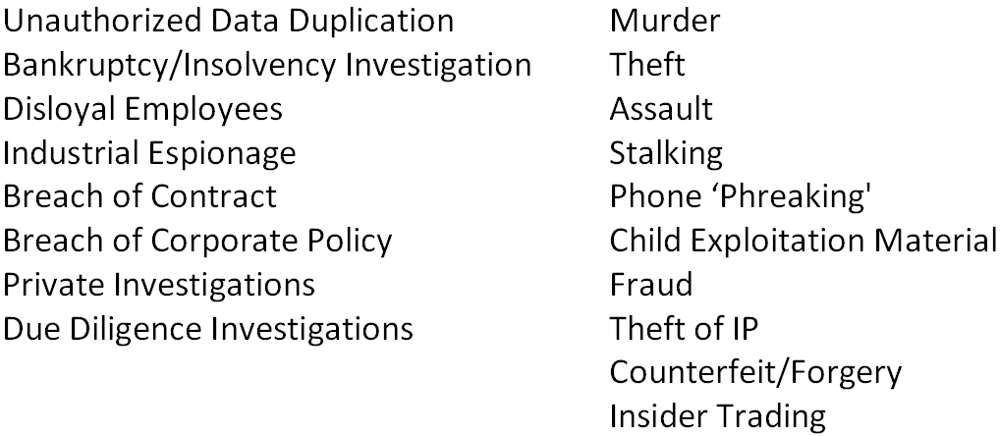 Unauthorized Data Duplication
Bankruptcy/Insolvency Investigation
Disloyal Employees
Industrial Espionage
Breach of Contract
Breach of Corporate Policy
Private Investigations
Due Diligence Investigations
Murder
Theft
Assault
Stalking
Phone ‘Phreaking'
Child Exploitation Material
Fraud
Theft of IP
Counterfeit/Forgery
Insider Trading